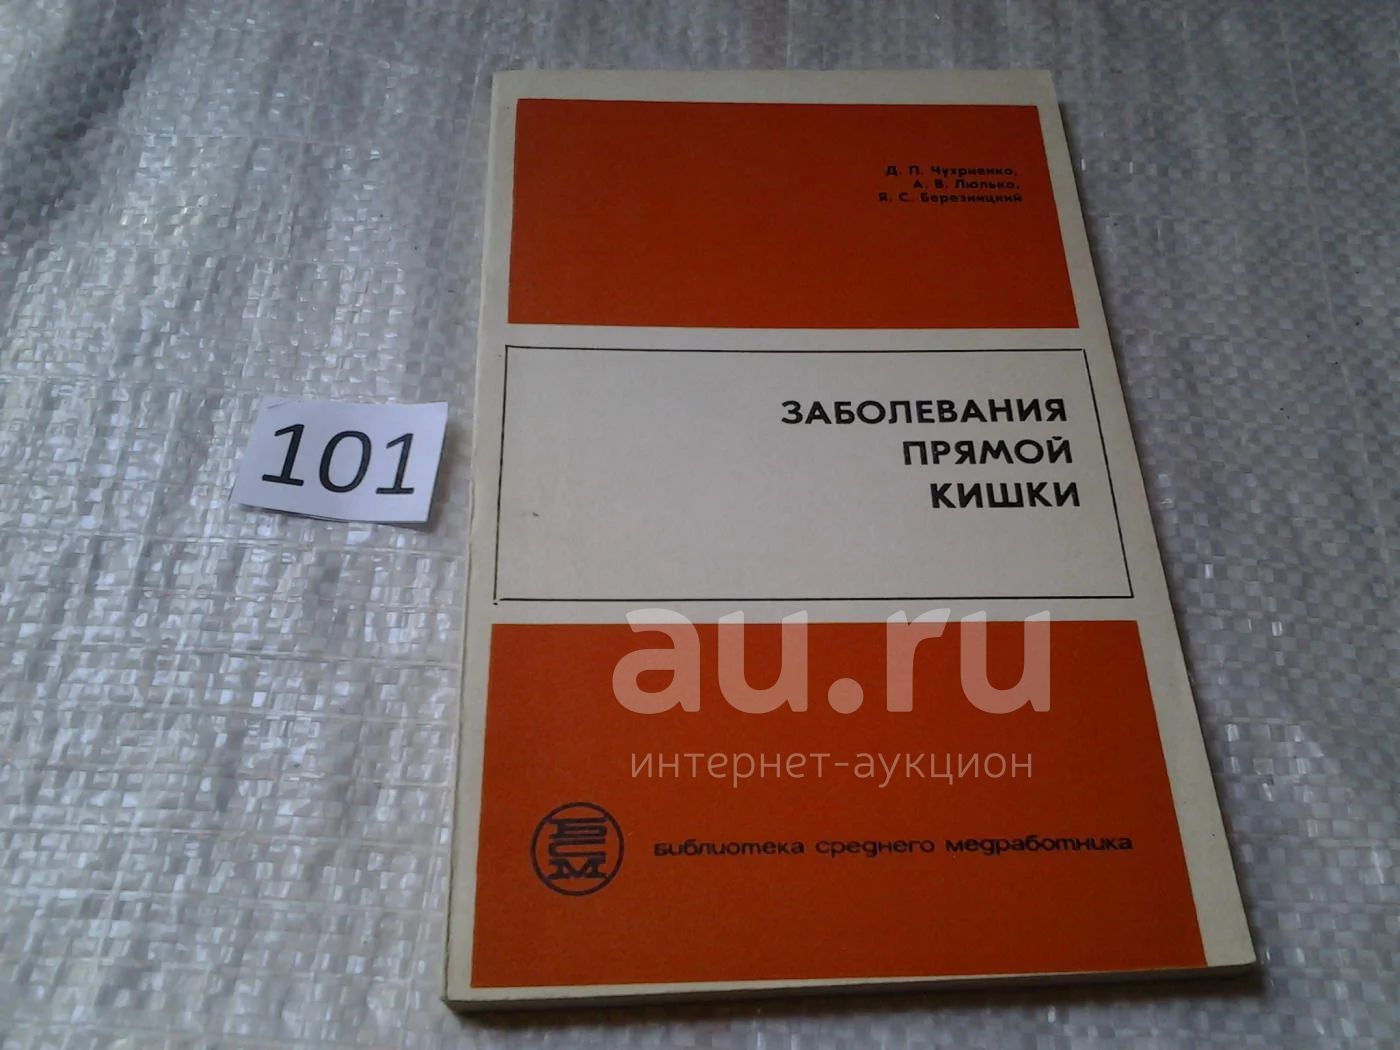 Д. П. Чухриенко,
А. В. Люлько,
Я. С. Березницкий
ЗАБОЛЕВАНИЯ
ПРЯМОЙ
КИШКИ
101
au.ru
интернет-аукцион
Библиотека среднего медработника